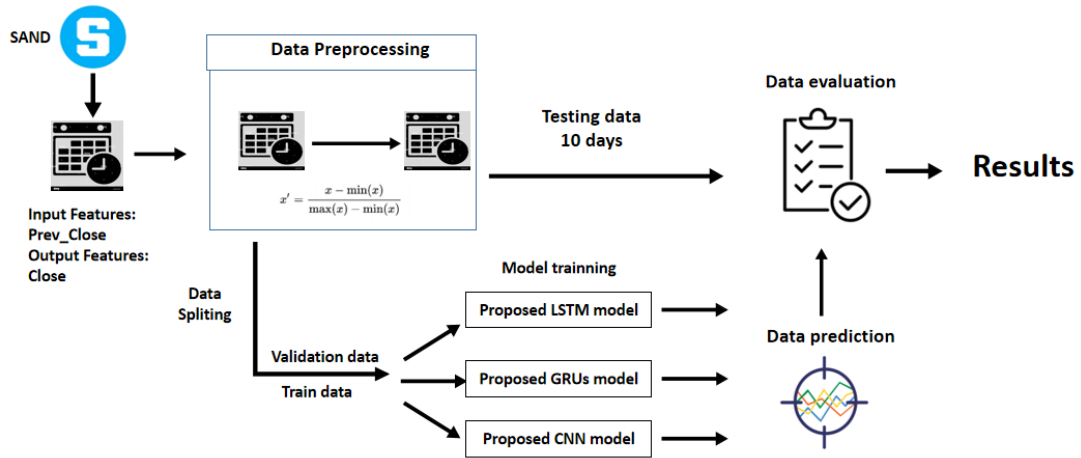 SAND
S
Data Preprocessing
x′ = x − min(x) / max(x) − min(x)
Input Features:
Prev_Close
Output Features:
Close
Testing data
10 days
Data evaluation
Results
Data
Spliting
Validation data
Train data
Model trainning
Proposed LSTM model
Proposed GRUs model
Proposed CNN model
Data prediction